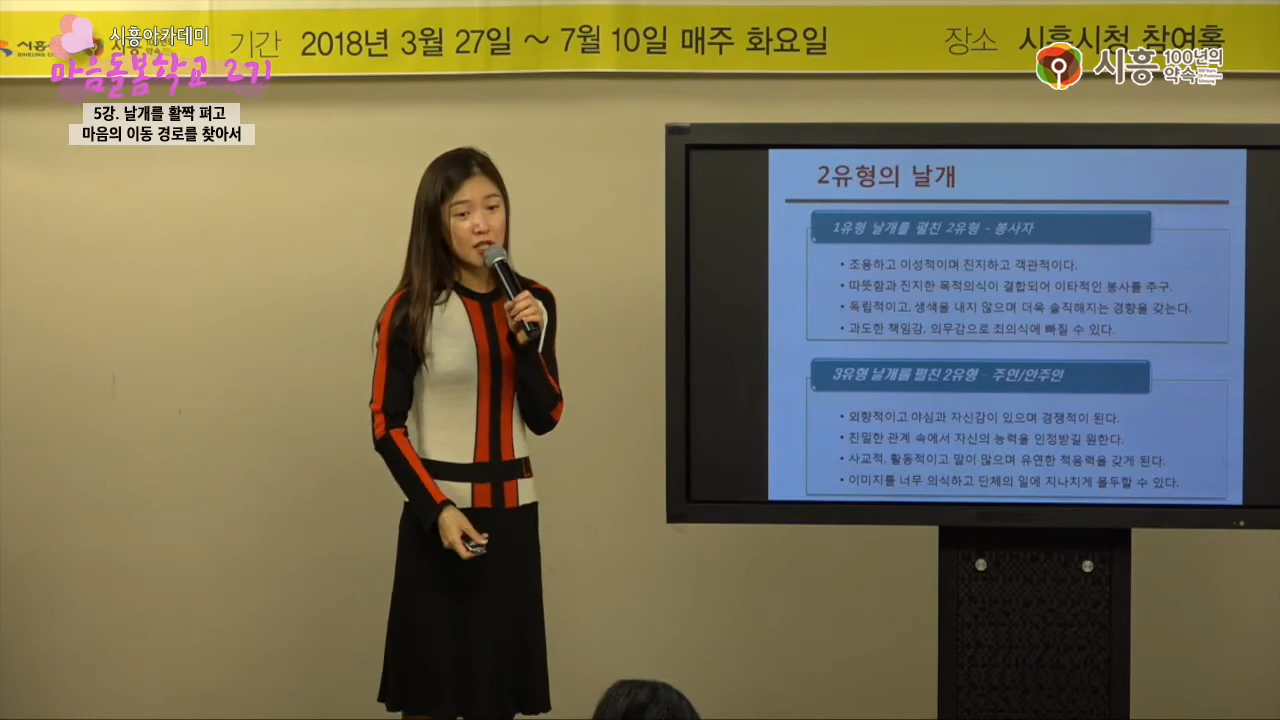 시흥아카데미
마음돌봄학교 2기
5강. 날개를 활짝 펴고
마음의 이동 경로를 찾아서
기간 2018년 3월 27일 ~ 7월 10일 매주 화요일
장소 시흥시청 참여홀
시흥 100년의
약속
2유형의 날개
1유형 날개를 펼친 2유형 - 봉사자
• 조용하고 이성적이며 진지하고 객관적이다.
• 따뜻함과 진지한 목적의식이 결합되어 이타적인 봉사를 추구.
• 독립적이고, 생색을 내지 않으며 더욱 솔직해지는 경향을 갖는다.
• 과도한 책임감, 의무감으로 죄의식에 빠질 수 있다.
3유형 날개를 펼친 2유형 - 주인/안주인
• 외향적이고 야심과 자신감이 있으며 경쟁적이 된다.
• 친밀한 관계 속에서 자신의 능력을 인정받길 원한다.
• 사교적, 활동적이고 말이 많으며 유연한 적응력을 갖게 된다.
• 이미지를 너무 의식하고 단체의 일에 지나치게 몰두할 수 있다.